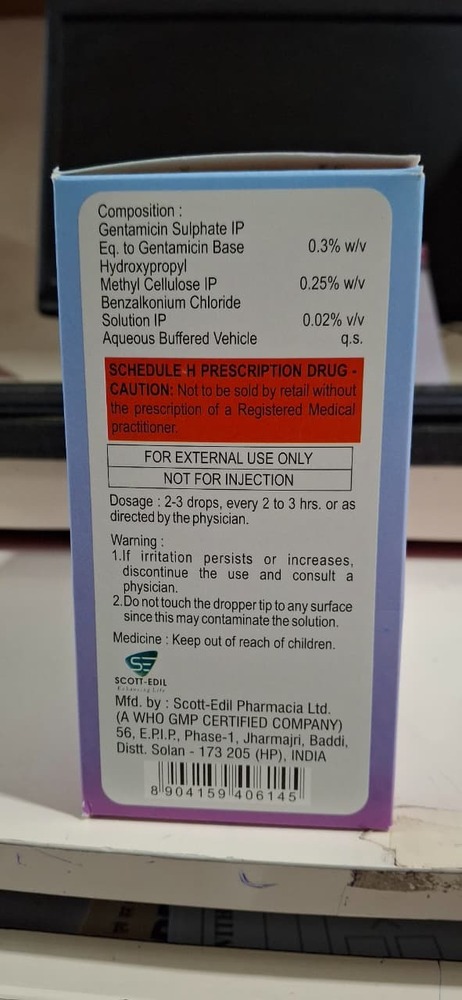 Composition :
Gentamicin Sulphate IP
Eq. to Gentamicin Base 0.3% w/v
Hydroxypropyl
Methyl Cellulose IP 0.25% w/v
Benzalkonium Chloride
Solution IP 0.02% v/v
Aqueous Buffered Vehicle q.s.
SCHEDULE H PRESCRIPTION DRUG -
CAUTION: Not to be sold by retail without
the prescription of a Registered Medical
practitioner.
FOR EXTERNAL USE ONLY
NOT FOR INJECTION
Dosage : 2-3 drops, every 2 to 3 hrs. or as
directed by the physician.
Warning :
1.If irritation persists or increases,
discontinue the use and consult a
physician.
2.Do not touch the dropper tip to any surface
since this may contaminate the solution.
Medicine : Keep out of reach of children.
SE
SCOTT-EDIL
Enhancing Life
Mfd. by : Scott-Edil Pharmacia Ltd.
(A WHO GMP CERTIFIED COMPANY)
56, E.P.I.P., Phase-1, Jharmajri, Baddi,
Distt. Solan - 173 205 (HP), INDIA
8 904159 406145